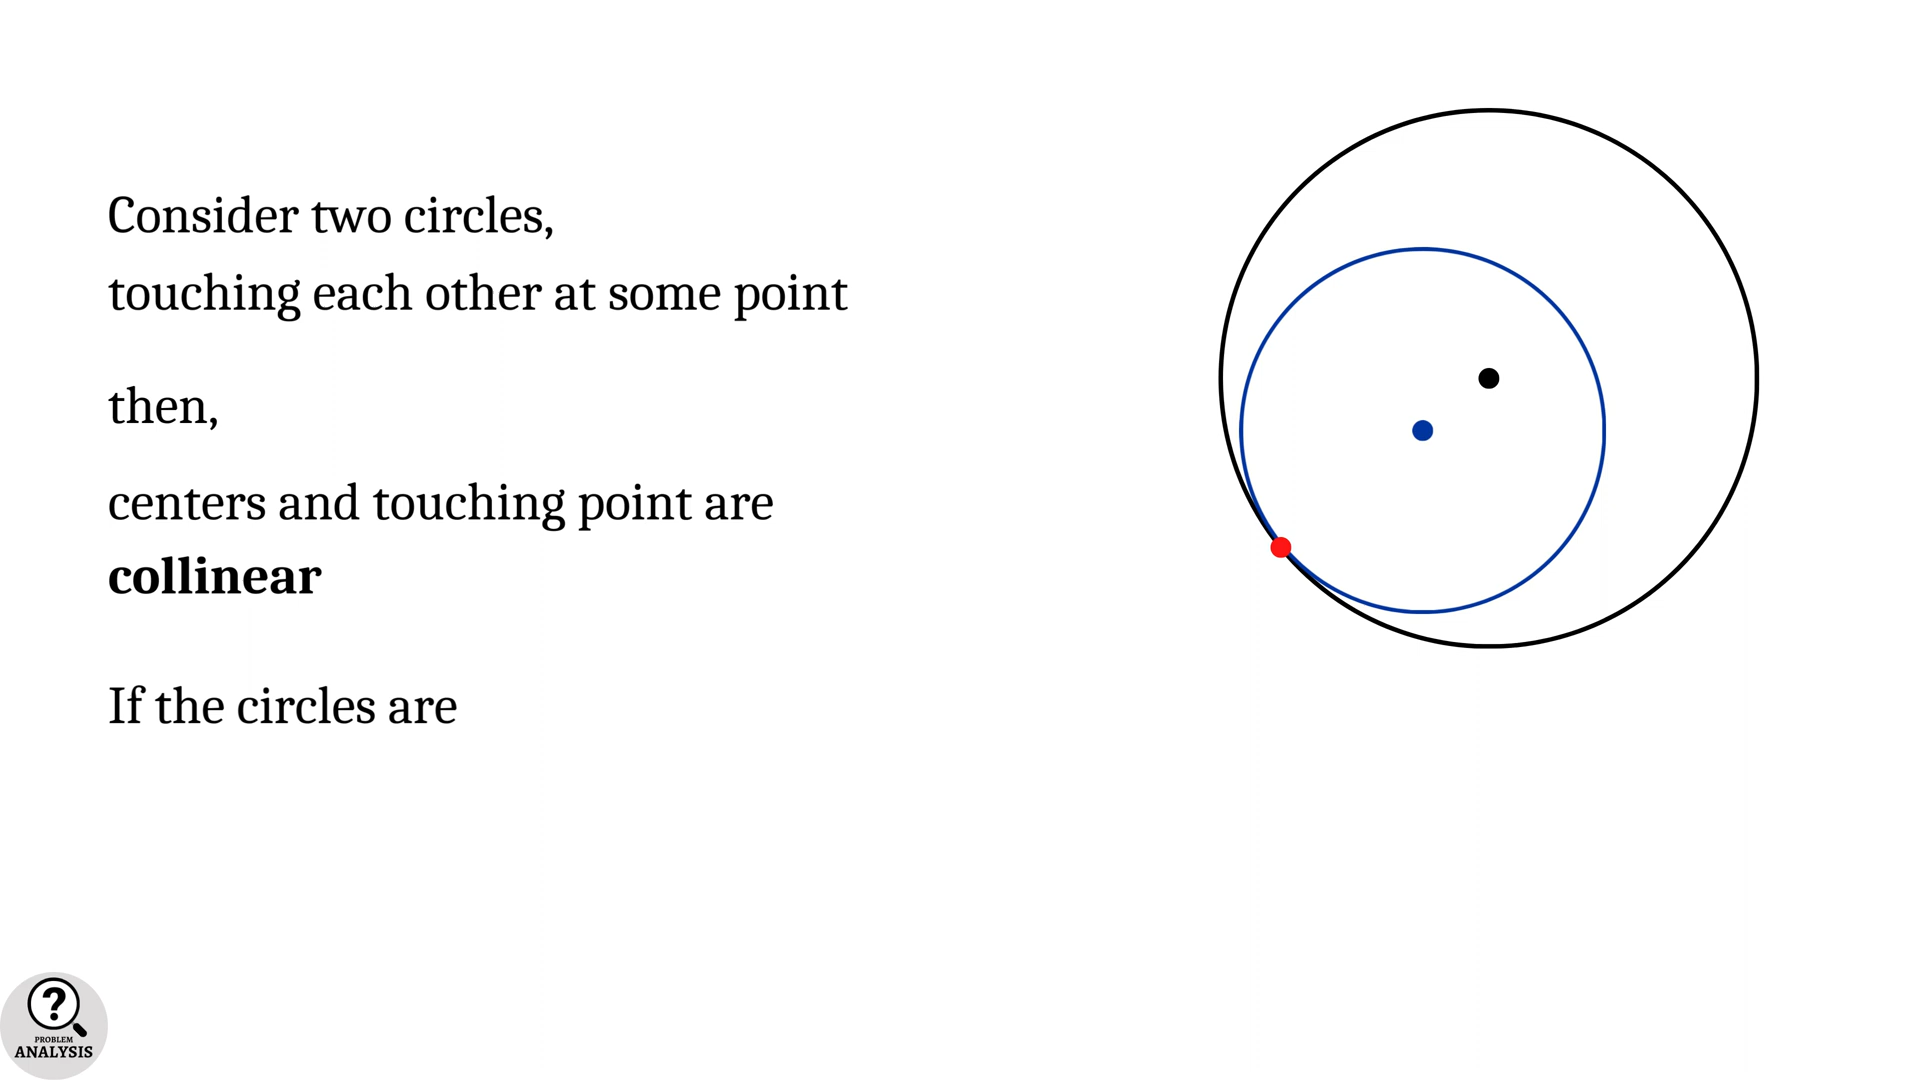 Consider two circles,
touching each other at some point
then,
centers and touching point are
collinear
If the circles are
?
PROBLEM
ANALYSIS